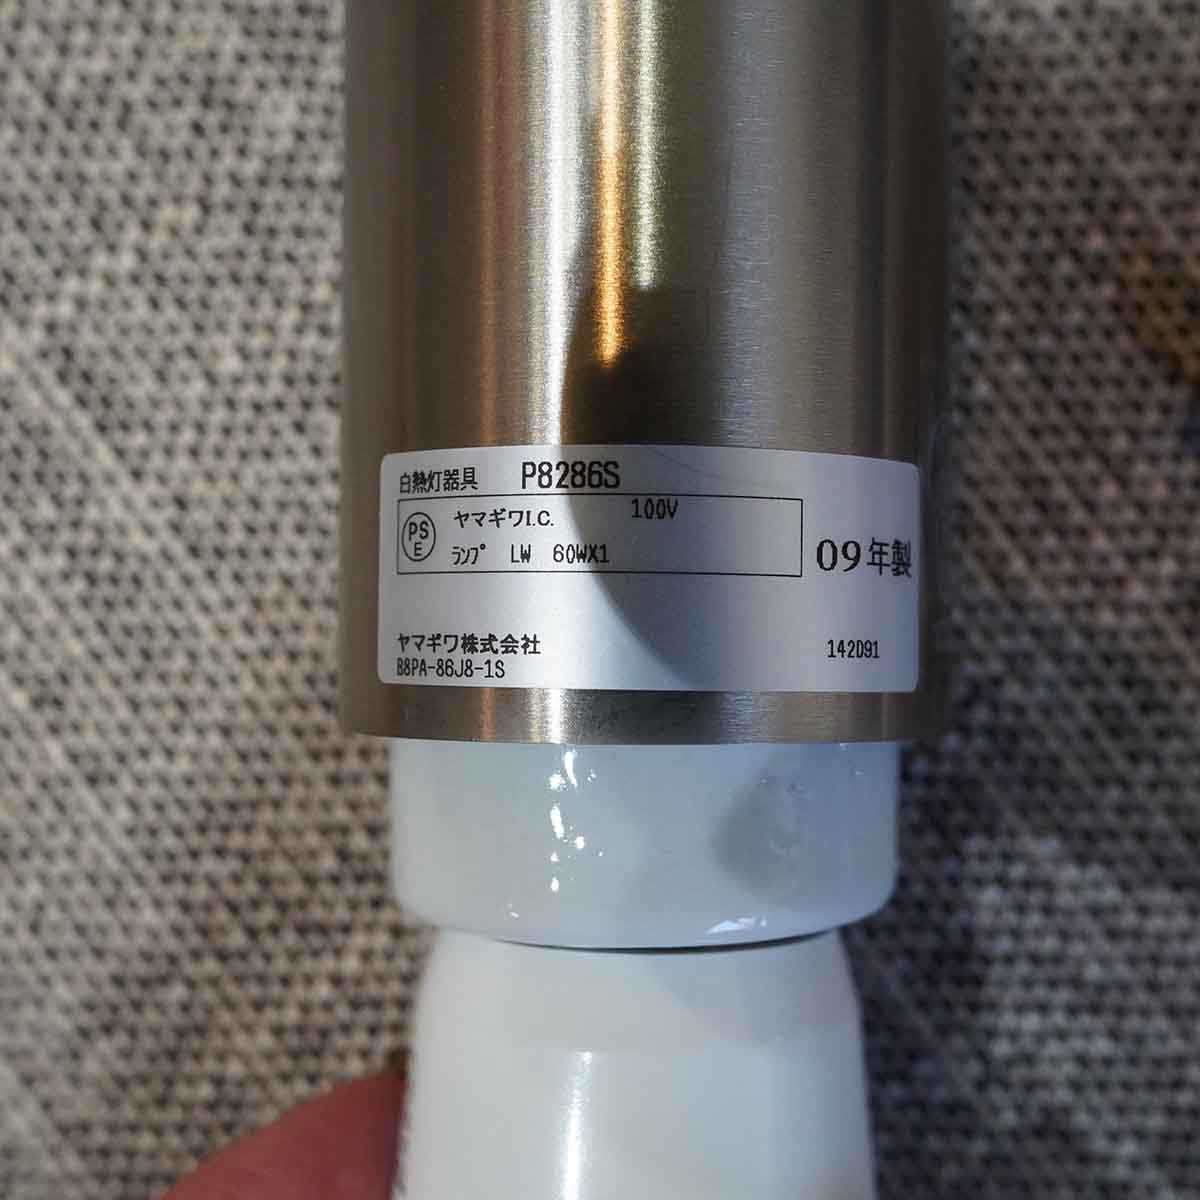 白熱灯器具 P8286S
PS
E
ヤマギワI.C. 100V
ﾗﾝﾌﾟ LW 60WX1
09年製
ヤマギワ株式会社
B8PA-86J8-1S
142D91